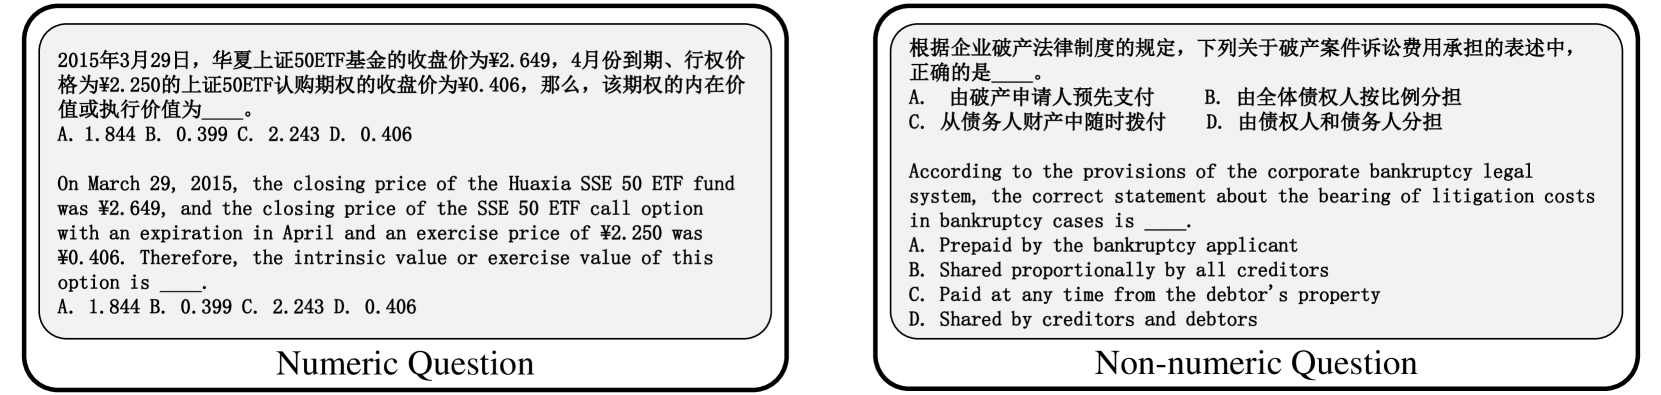 2015年3月29日，华夏上证50ETF基金的收盘价为¥2.649，4月份到期、行权价
格为¥2.250的上证50ETF认购期权的收盘价为¥0.406，那么，该期权的内在价
值或执行价值为____。
A. 1.844 B. 0.399 C. 2.243 D. 0.406
On March 29, 2015, the closing price of the Huaxia SSE 50 ETF fund
was ¥2.649, and the closing price of the SSE 50 ETF call option
with an expiration in April and an exercise price of ¥2.250 was
¥0.406. Therefore, the intrinsic value or exercise value of this
option is ____.
A. 1.844 B. 0.399 C. 2.243 D. 0.406
Numeric Question
根据企业破产法律制度的规定，下列关于破产案件诉讼费用承担的表述中，
正确的是____。
A. 由破产申请人预先支付 B. 由全体债权人按比例分担
C. 从债务人财产中随时拨付 D. 由债权人和债务人分担
According to the provisions of the corporate bankruptcy legal
system, the correct statement about the bearing of litigation costs
in bankruptcy cases is ____.
A. Prepaid by the bankruptcy applicant
B. Shared proportionally by all creditors
C. Paid at any time from the debtor's property
D. Shared by creditors and debtors
Non-numeric Question